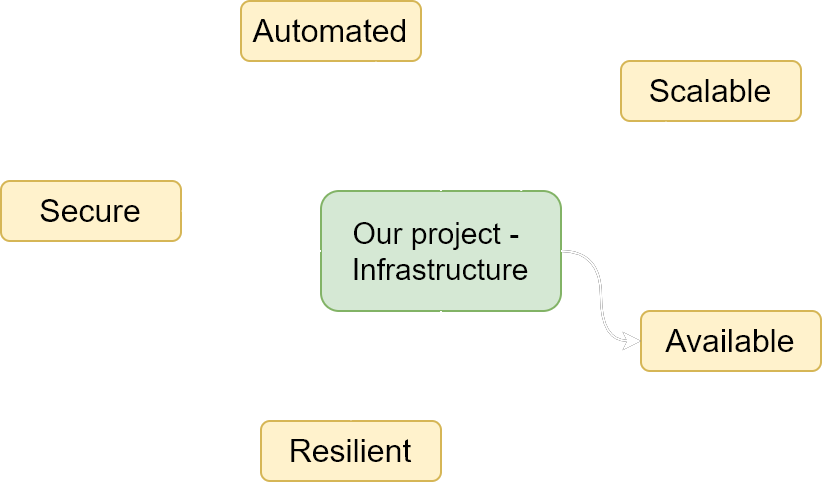 Automated
Scalable
Secure
Our project -
Infrastructure
Available
Resilient